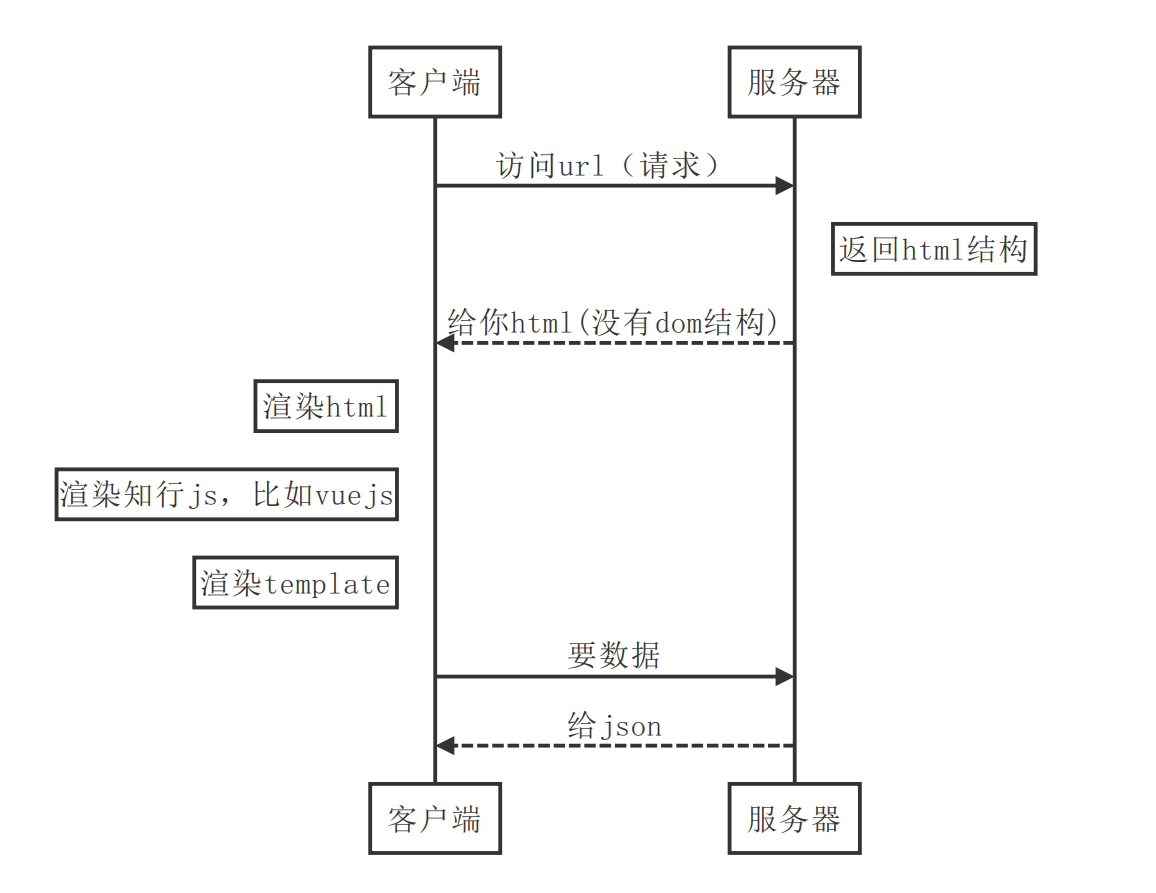 客户端
服务器
访问url（请求）
返回html结构
给你html(没有dom结构)
渲染html
渲染知行js，比如vuejs
渲染template
要数据
给json
客户端
服务器